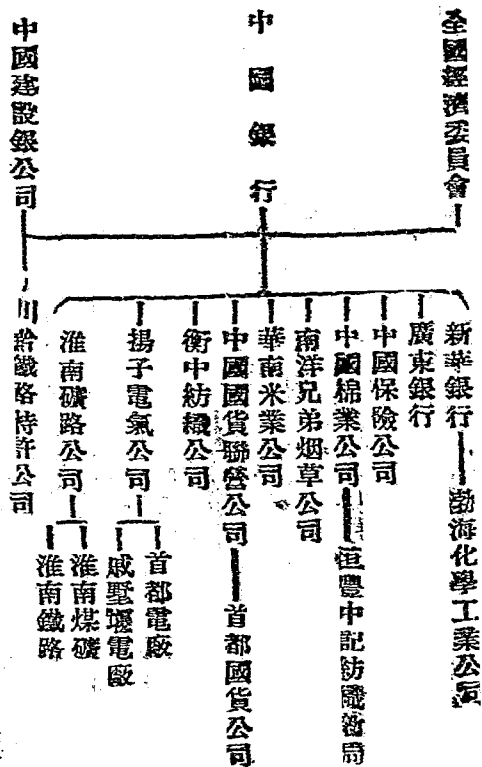 全國經濟委員會
中國銀行
中國建設銀公司
新華銀行
渤海化學工業公司
廣東銀行
中國保險公司
中國棉業公司
恒豐中記紡織新局
南洋兄弟烟草公司
華南米業公司
中國國貨聯營公司
首都國貨公司
衡中紡織公司
揚子電氣公司
首都電廠
戚墅堰電廠
淮南礦路公司
淮南煤礦
淮南鐵路
川黔鐵路特許公司